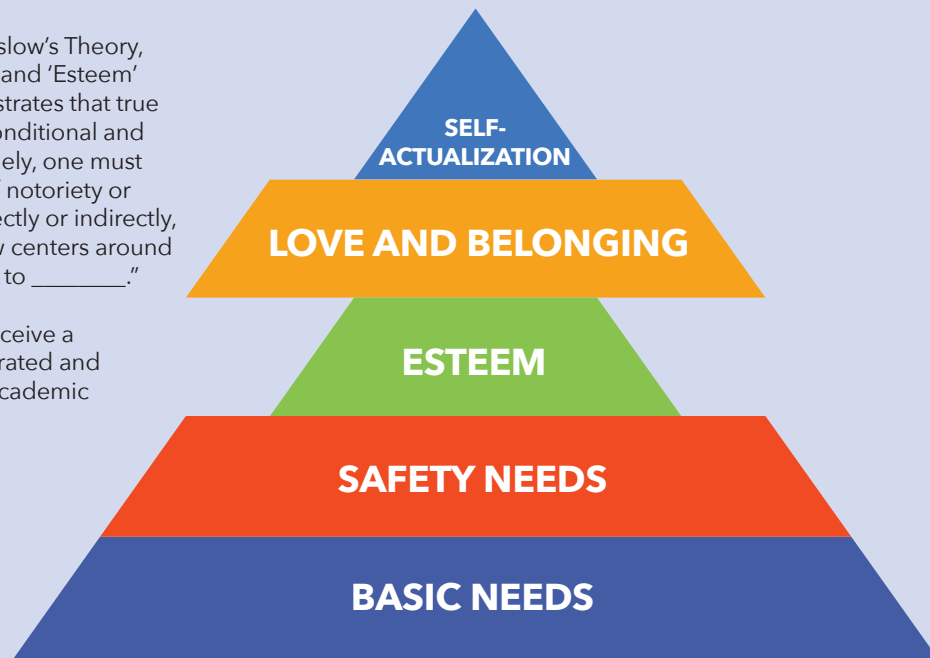 slow's Theory,
and 'Esteem'
strates that true
onditional and
ely, one must
notoriety or
ectly or indirectly,
centers around
to ________."
ceive a
rated and
cademic
SELF-
ACTUALIZATION
LOVE AND BELONGING
ESTEEM
SAFETY NEEDS
BASIC NEEDS